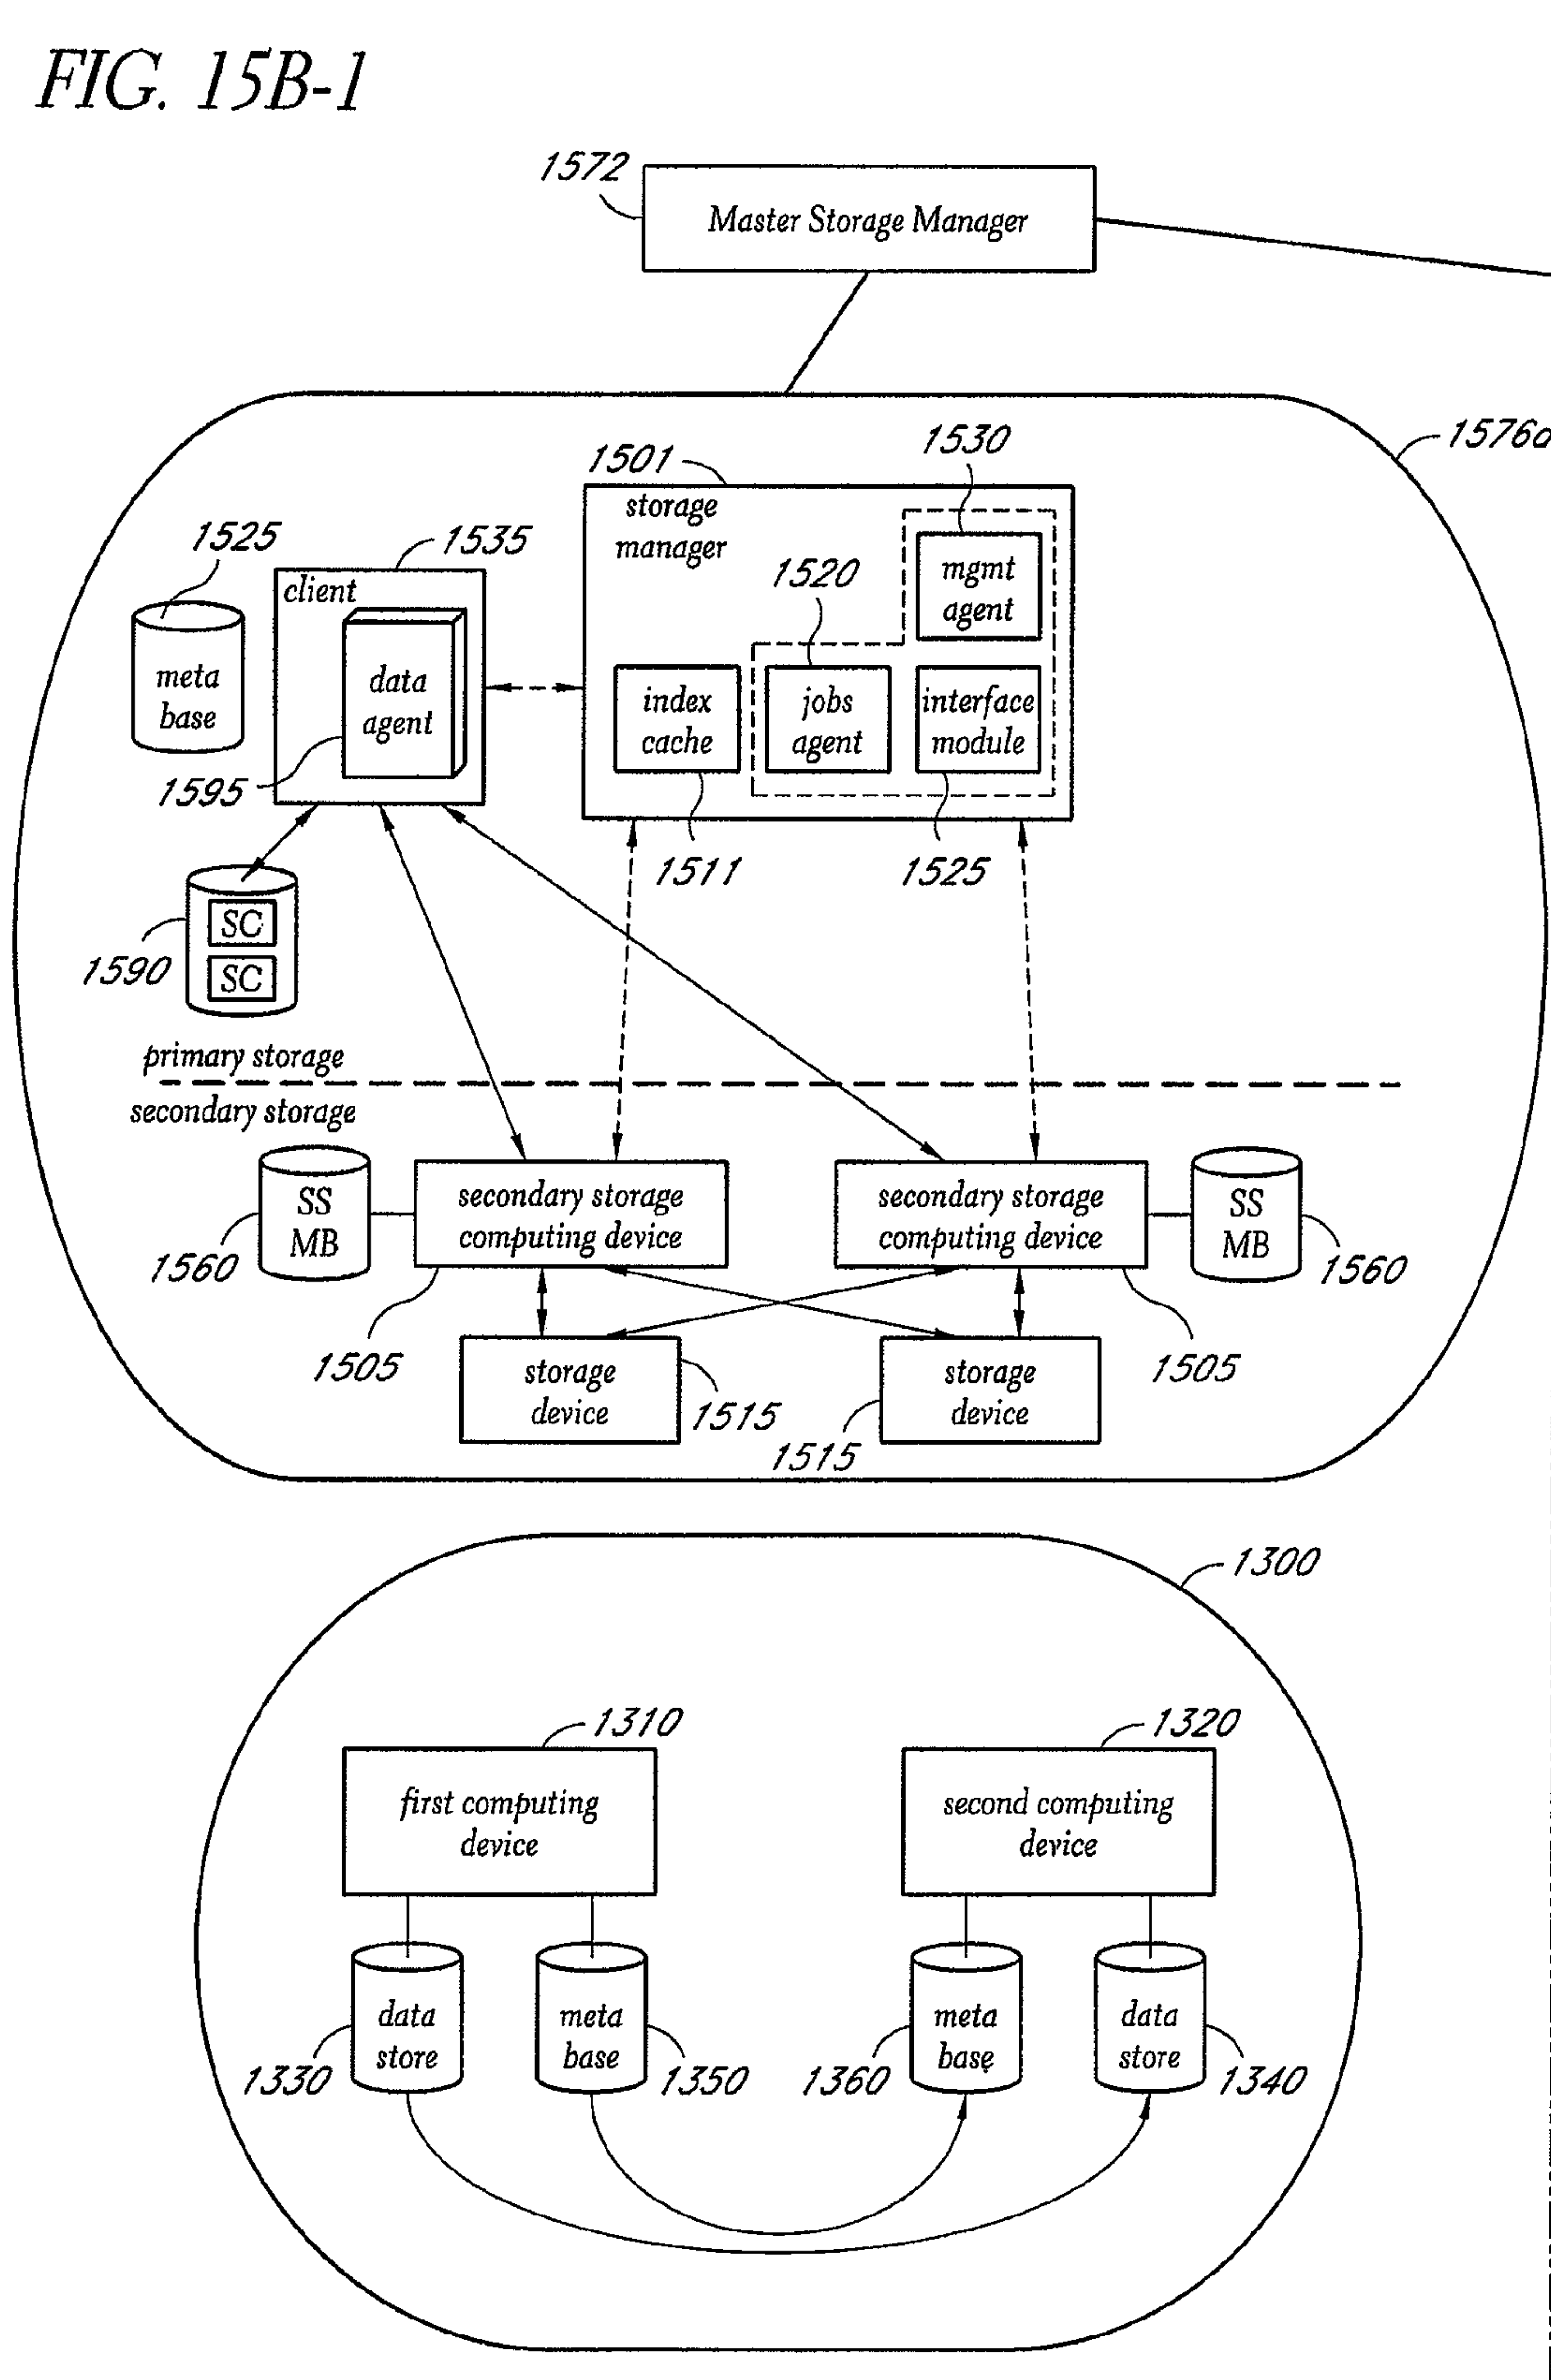 FIG. 15B-1
1572
Master Storage Manager
1576a
1501
1530
storage
manager
1525
1535
client
1520
mgmt
agent
meta
base
data
agent
index
cache
jobs
agent
interface
module
1595
1511
1525
SC
SC
1590
primary storage
secondary storage
SS
MB
secondary storage
computing device
secondary storage
computing device
SS
MB
1560
1560
1505
storage
device
1515
storage
device
1515
1505
1300
1310
1320
first computing
device
second computing
device
data
store
meta
base
meta
base
data
store
1330
1350
1360
1340